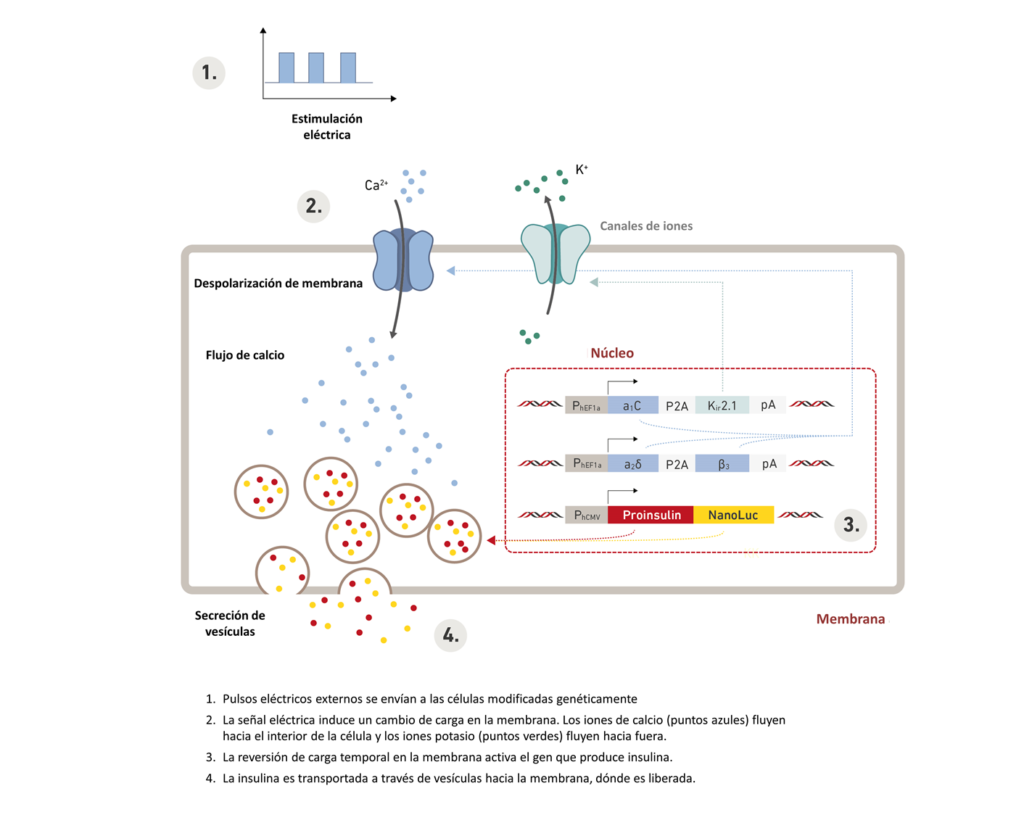 1.
Estimulación
eléctrica
Ca²⁺
K⁺
2.
Canales de iones
Despolarización de membrana
Flujo de calcio
Núcleo
PhEF1a a₁C P2A Kir2.1 pA
PhEF1a a₂δ P2A β₃ pA
PhCMV Proinsulin NanoLuc
3.
Secreción de
vesículas
Membrana
4.
1. Pulsos eléctricos externos se envían a las células modificadas genéticamente
2. La señal eléctrica induce un cambio de carga en la membrana. Los iones de calcio (puntos azules) fluyen
hacia el interior de la célula y los iones potasio (puntos verdes) fluyen hacia fuera.
3. La reversión de carga temporal en la membrana activa el gen que produce insulina.
4. La insulina es transportada a través de vesículas hacia la membrana, dónde es liberada.